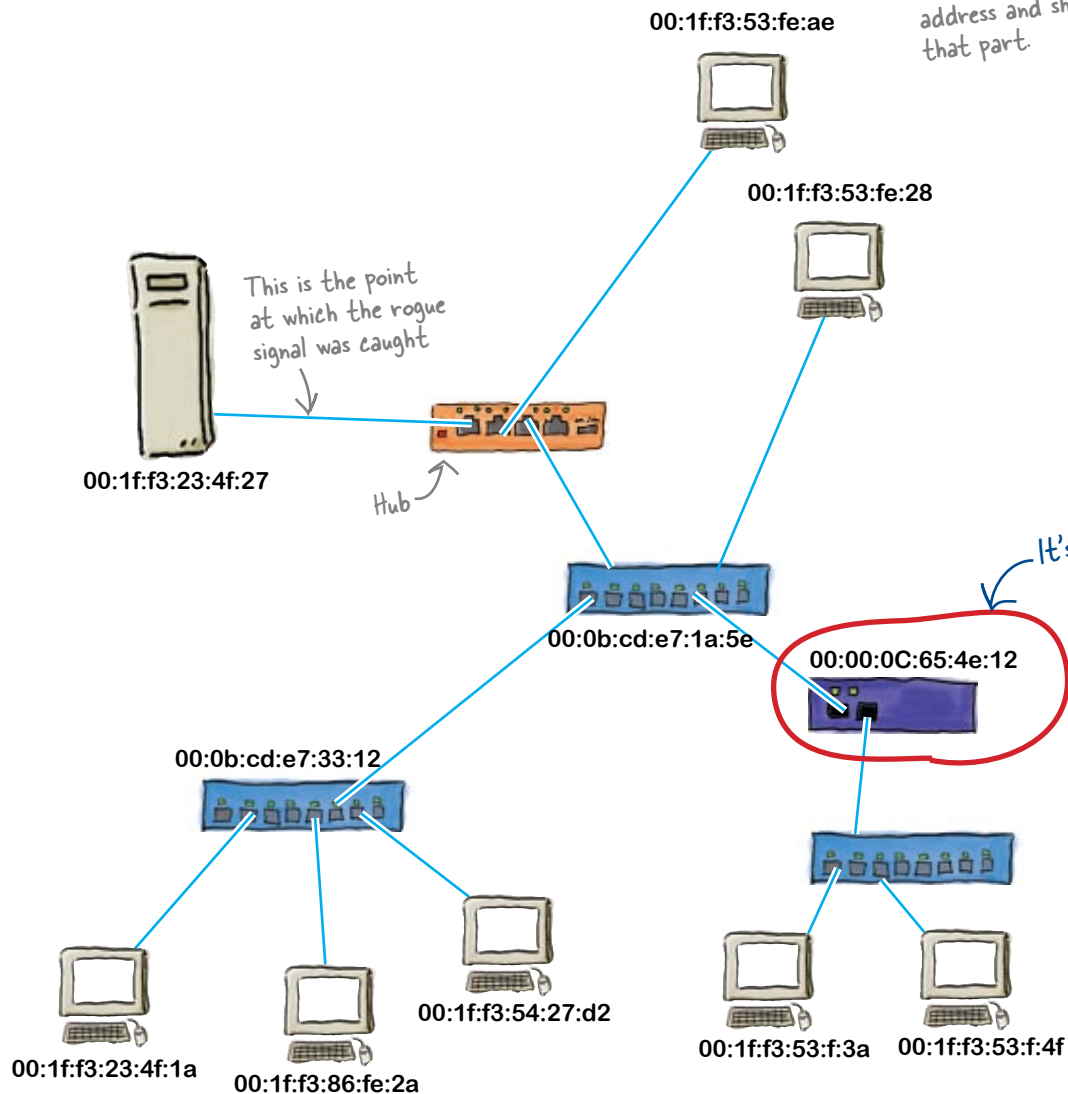 00:1f:f3:53:fe:ae
address and sh
that part.
00:1f:f3:53:fe:28
This is the point
at which the rogue
signal was caught
00:1f:f3:23:4f:27
Hub
It's
00:0b:cd:e7:1a:5e
00:00:0C:65:4e:12
00:0b:cd:e7:33:12
00:1f:f3:54:27:d2
00:1f:f3:53:f:3a
00:1f:f3:53:f:4f
00:1f:f3:23:4f:1a
00:1f:f3:86:fe:2a